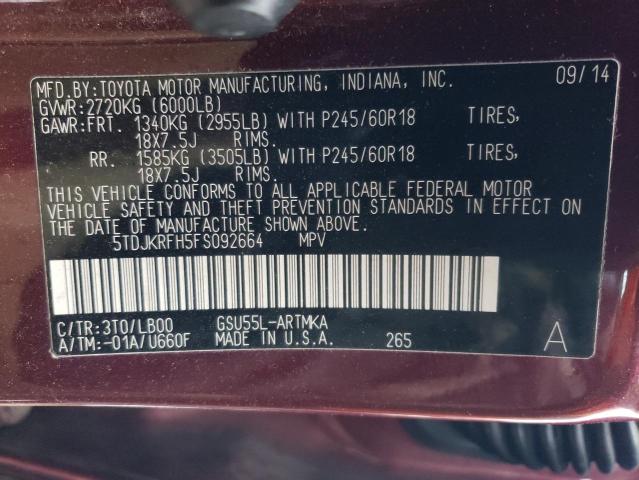 MFD.BY:TOYOTA MOTOR MANUFACTURING, INDIANA, INC. 09/14
GVWR:2720KG (6000LB)
GAWR:FRT. 1340KG (2955LB) WITH P245/60R18 TIRES,
18X7.5J RIMS.
RR. 1585KG (3505LB) WITH P245/60R18 TIRES,
18X7.5J RIMS.
THIS VEHICLE CONFORMS TO ALL APPLICABLE FEDERAL MOTOR
VEHICLE SAFETY AND THEFT PREVENTION STANDARDS IN EFFECT ON
THE DATE OF MANUFACTURE SHOWN ABOVE.
5TDJKRFH5FS092664 MPV
C/TR:3T0/LB00 GSU55L-ARTMKA
A/TM:-01A/U660F MADE IN U.S.A. 265 A